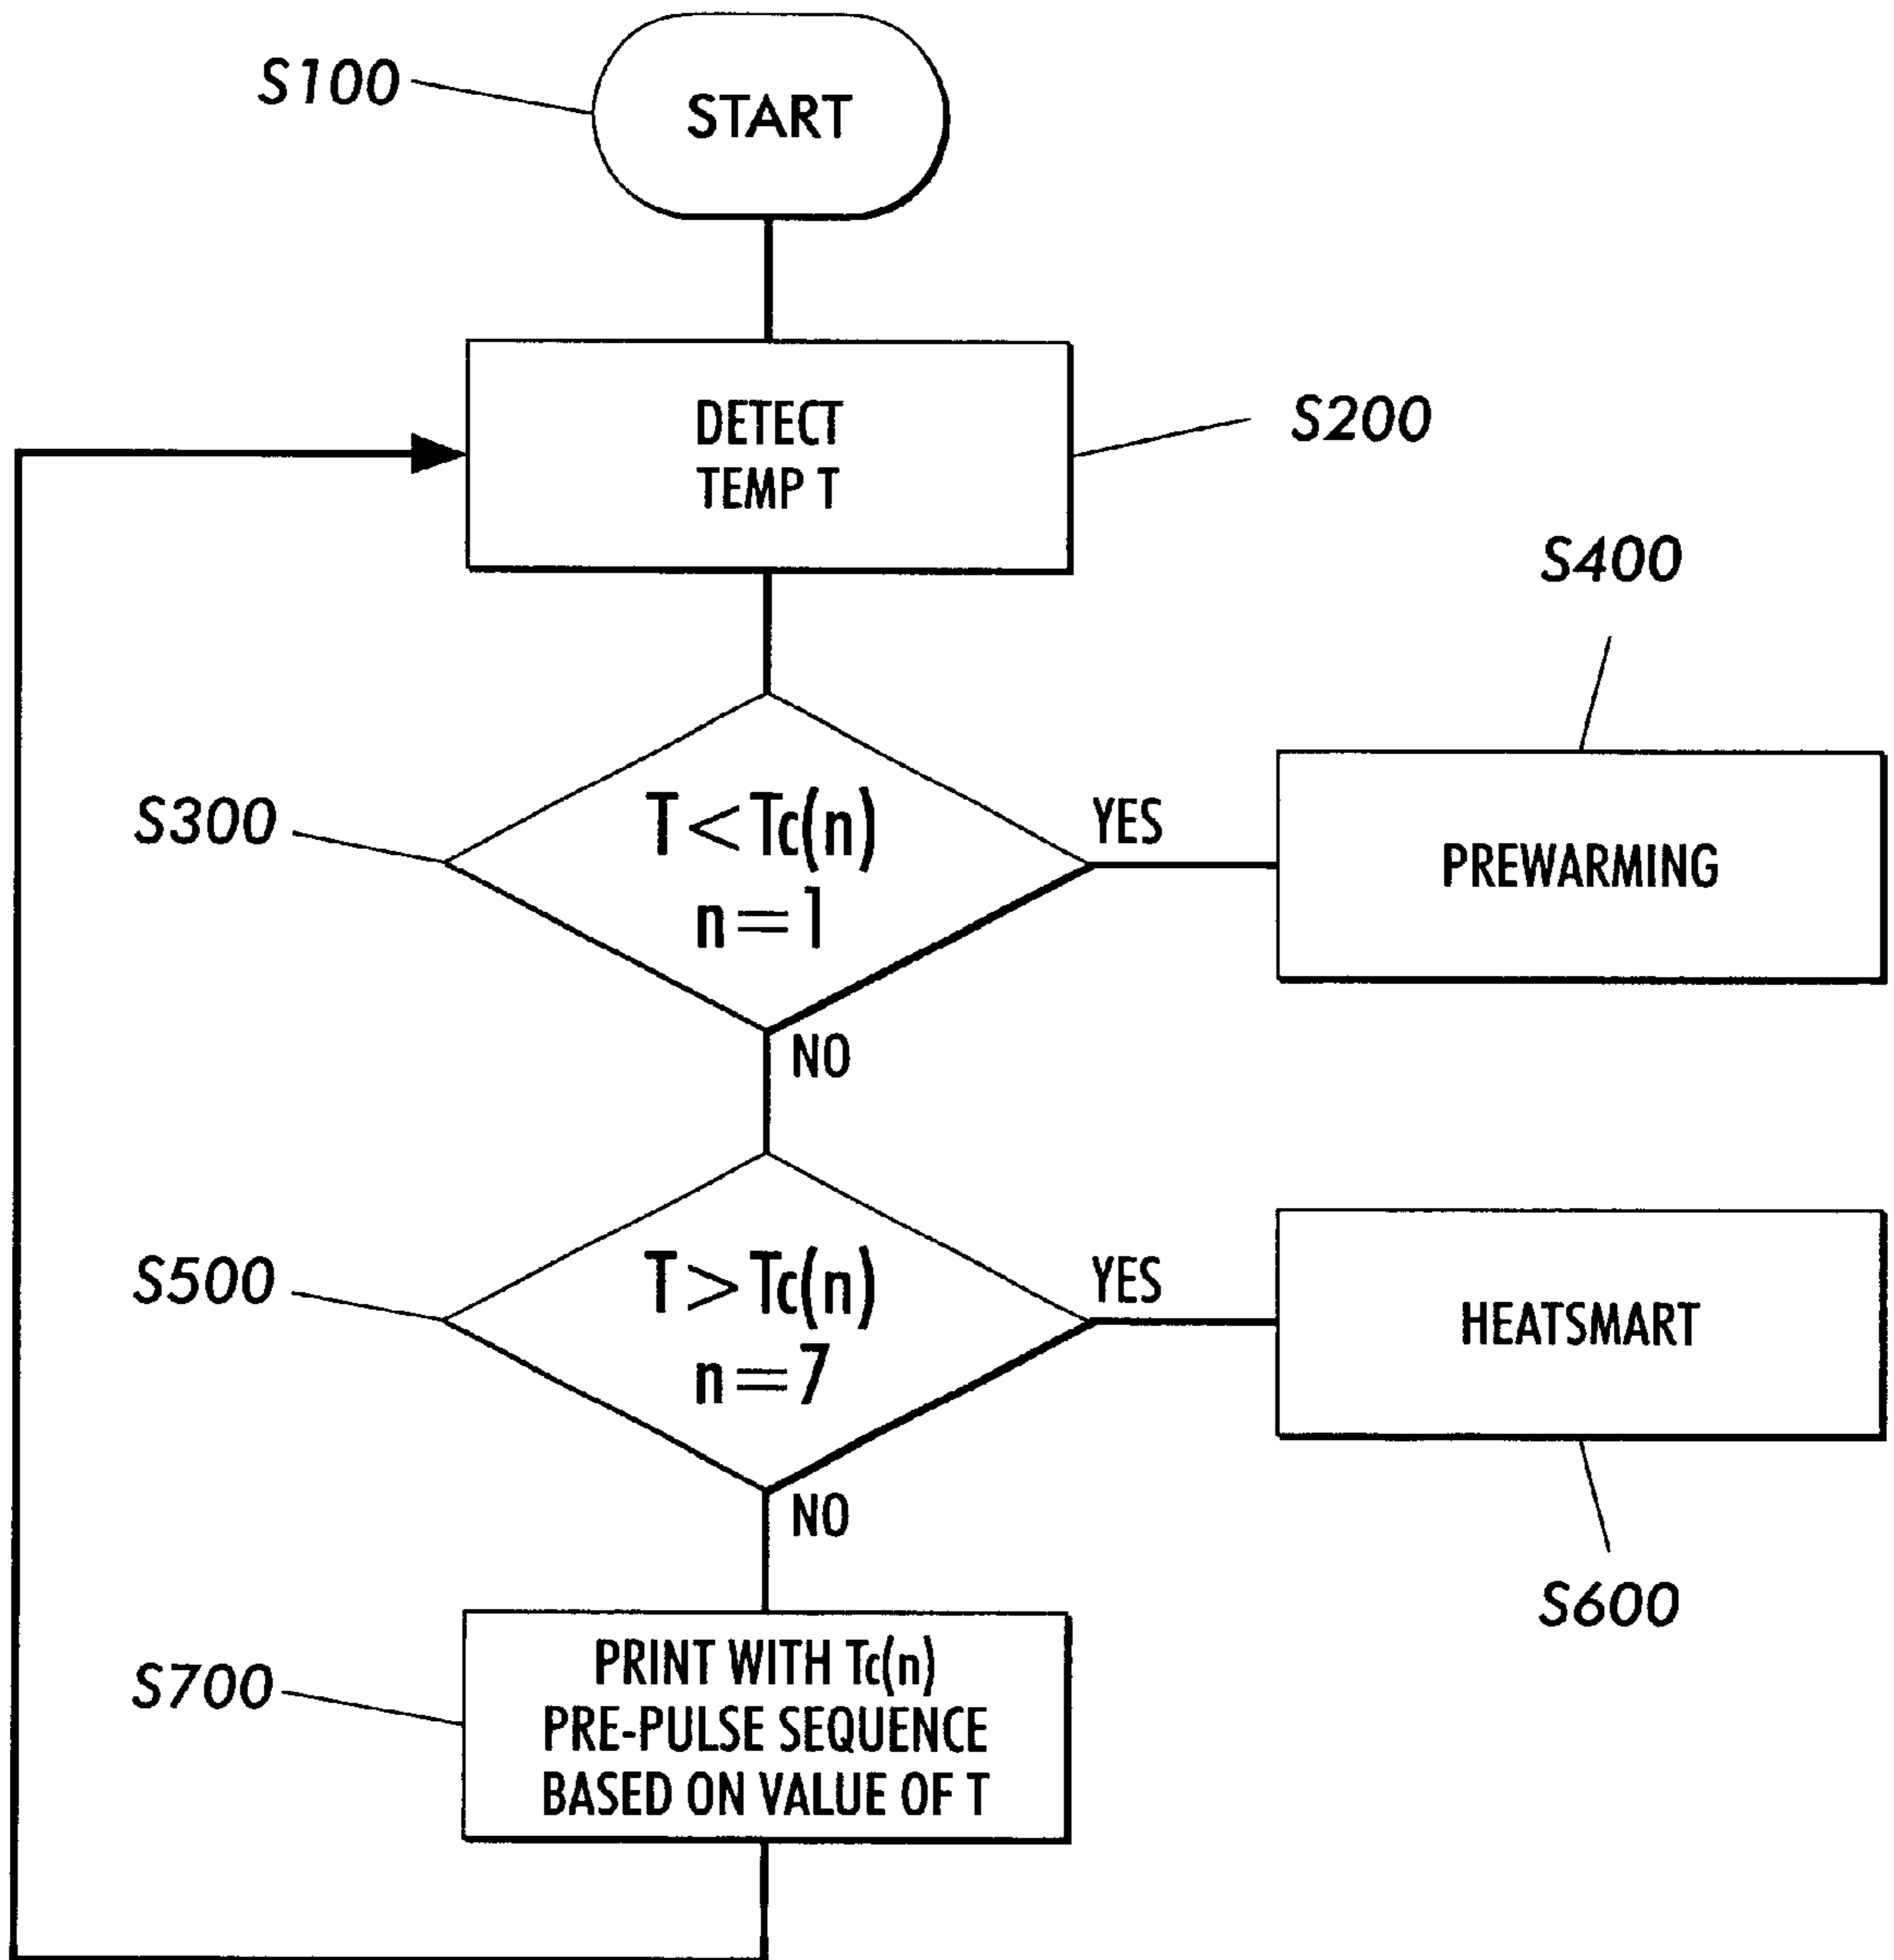 S100
START
DETECT
TEMP T
S200
S400
S300
T < Tc(n)
n = 1
YES
PREWARMING
NO
S500
T > Tc(n)
n = 7
YES
HEATSMART
NO
S600
S700
PRINT WITH Tc(n)
PRE-PULSE SEQUENCE
BASED ON VALUE OF T